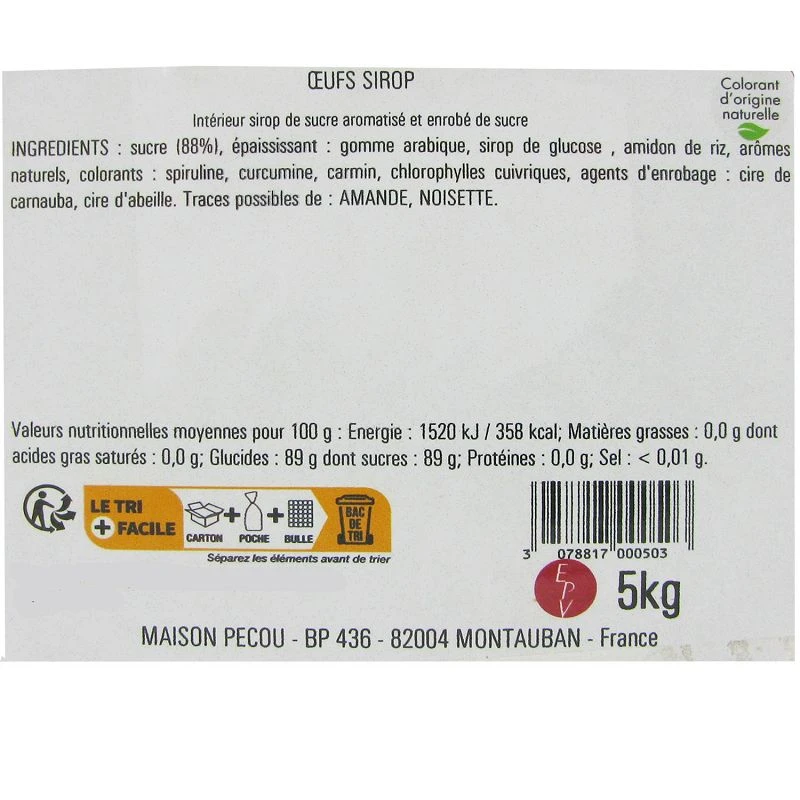 ŒUFS SIROP
Colorant
d'origine
naturelle
Intérieur sirop de sucre aromatisé et enrobé de sucre
INGREDIENTS : sucre (88%), épaississant : gomme arabique, sirop de glucose , amidon de riz, arômes
naturels, colorants : spiruline, curcumine, carmin, chlorophylles cuivriques, agents d'enrobage : cire de
carnauba, cire d'abeille. Traces possibles de : AMANDE, NOISETTE.
Valeurs nutritionnelles moyennes pour 100 g : Energie : 1520 kJ / 358 kcal; Matières grasses : 0,0 g dont
acides gras saturés : 0,0 g; Glucides : 89 g dont sucres : 89 g; Protéines : 0,0 g; Sel : < 0,01 g.
LE TRI
+ FACILE
CARTON + POCHE + BULLE
BAC
DE
TRI
Séparez les éléments avant de trier
3 078817 000503
EPV
5kg
MAISON PECOU - BP 436 - 82004 MONTAUBAN - France